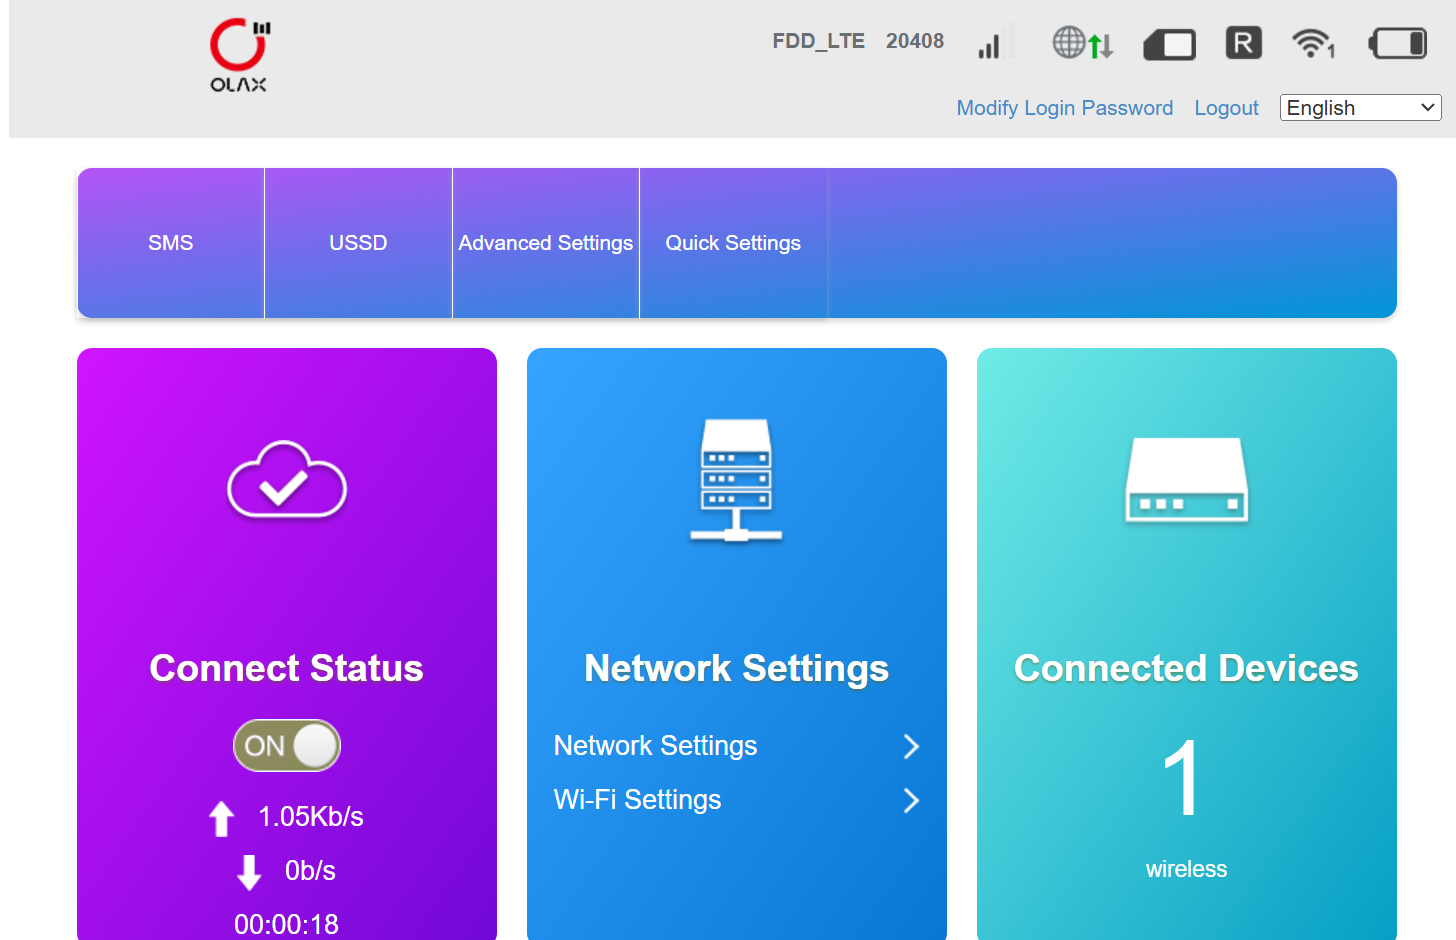 OLAX
FDD_LTE 20408
R
1
Modify Login Password Logout English
SMS USSD Advanced Settings Quick Settings
Connect Status
ON
1.05Kb/s
0b/s
00:00:18
Network Settings
Network Settings
Wi-Fi Settings
Connected Devices
1
wireless